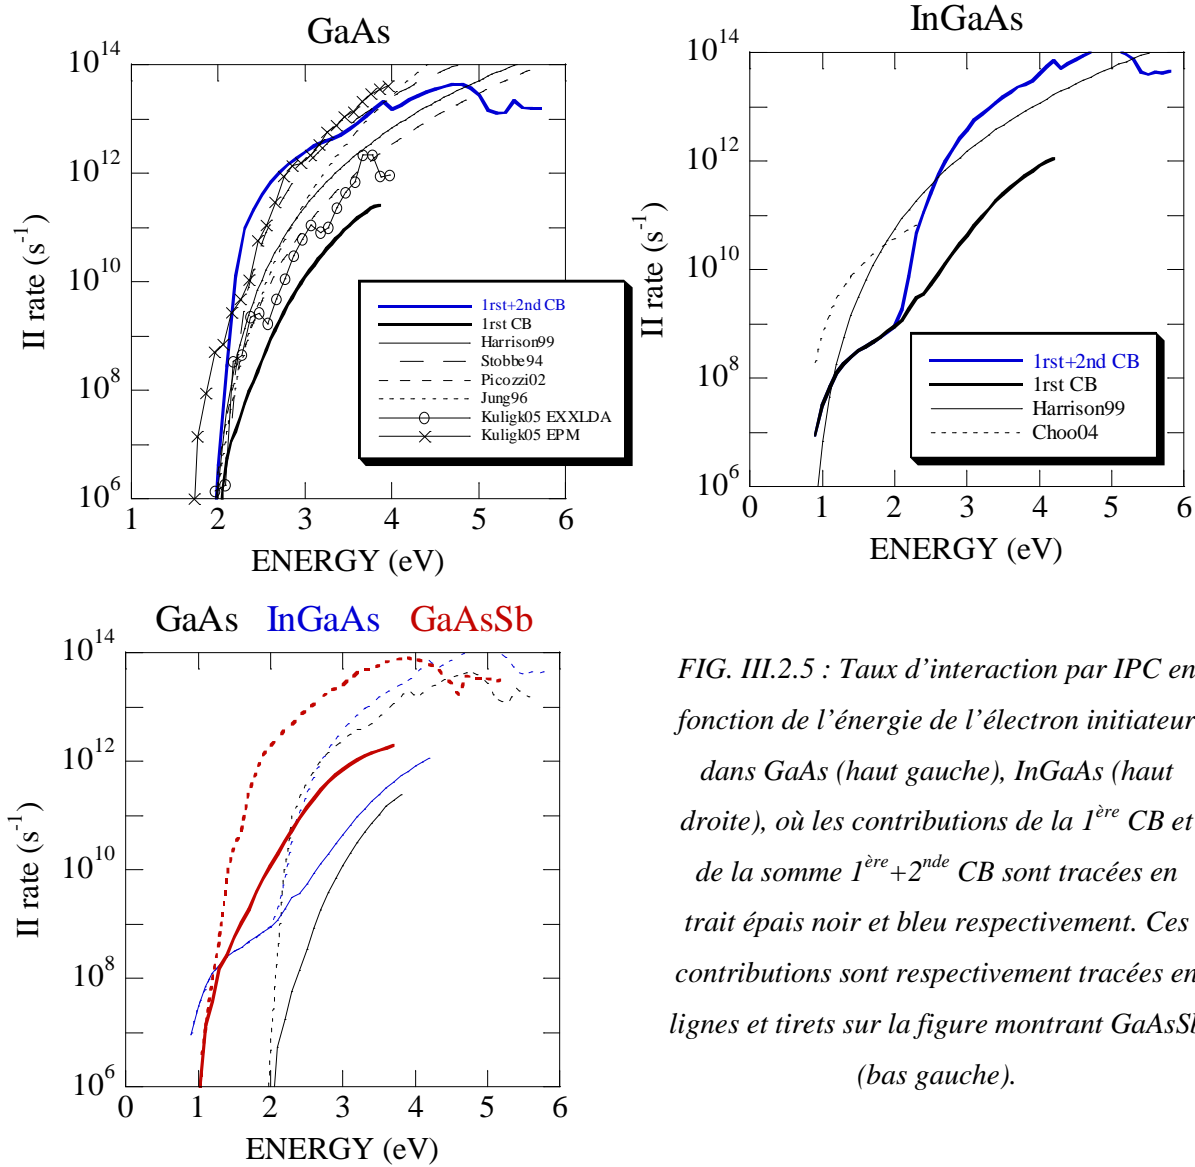 GaAs
10^14
10^12
10^10
10^8
10^6
II rate (s^-1)
1rst+2nd CB
1rst CB
Harrison99
Stobbe94
Picozzi02
Jung96
Kuligk05 EXXLDA
Kuligk05 EPM
1 2 3 4 5 6
ENERGY (eV)
InGaAs
10^14
10^12
10^10
10^8
10^6
II rate (s^-1)
1rst+2nd CB
1rst CB
Harrison99
Choo04
0 1 2 3 4 5 6
ENERGY (eV)
GaAs InGaAs GaAsSb
10^14
10^12
10^10
10^8
10^6
II rate (s^-1)
0 1 2 3 4 5 6
ENERGY (eV)
FIG. III.2.5 : Taux d'interaction par IPC en
fonction de l'énergie de l'électron initiateur
dans GaAs (haut gauche), InGaAs (haut
droite), où les contributions de la 1^ère CB et
de la somme 1^ère+2^nde CB sont tracées en
trait épais noir et bleu respectivement. Ces
contributions sont respectivement tracées en
lignes et tirets sur la figure montrant GaAsSb
(bas gauche).